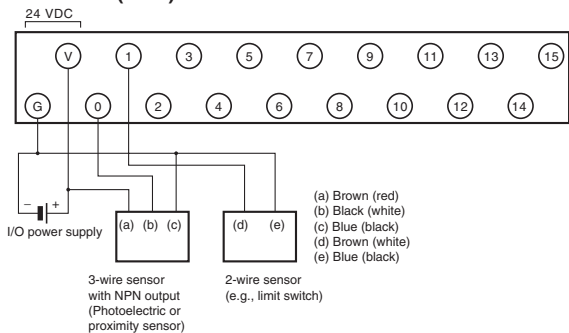 24 VDC
V 1 3 5 7 9 11 13 15
G 0 2 4 6 8 10 12 14
− +
I/O power supply
(a) (b) (c)
(d) (e)
(a) Brown (red)
(b) Black (white)
(c) Blue (black)
(d) Brown (white)
(e) Blue (black)
3-wire sensor
with NPN output
(Photoelectric or
proximity sensor)
2-wire sensor
(e.g., limit switch)